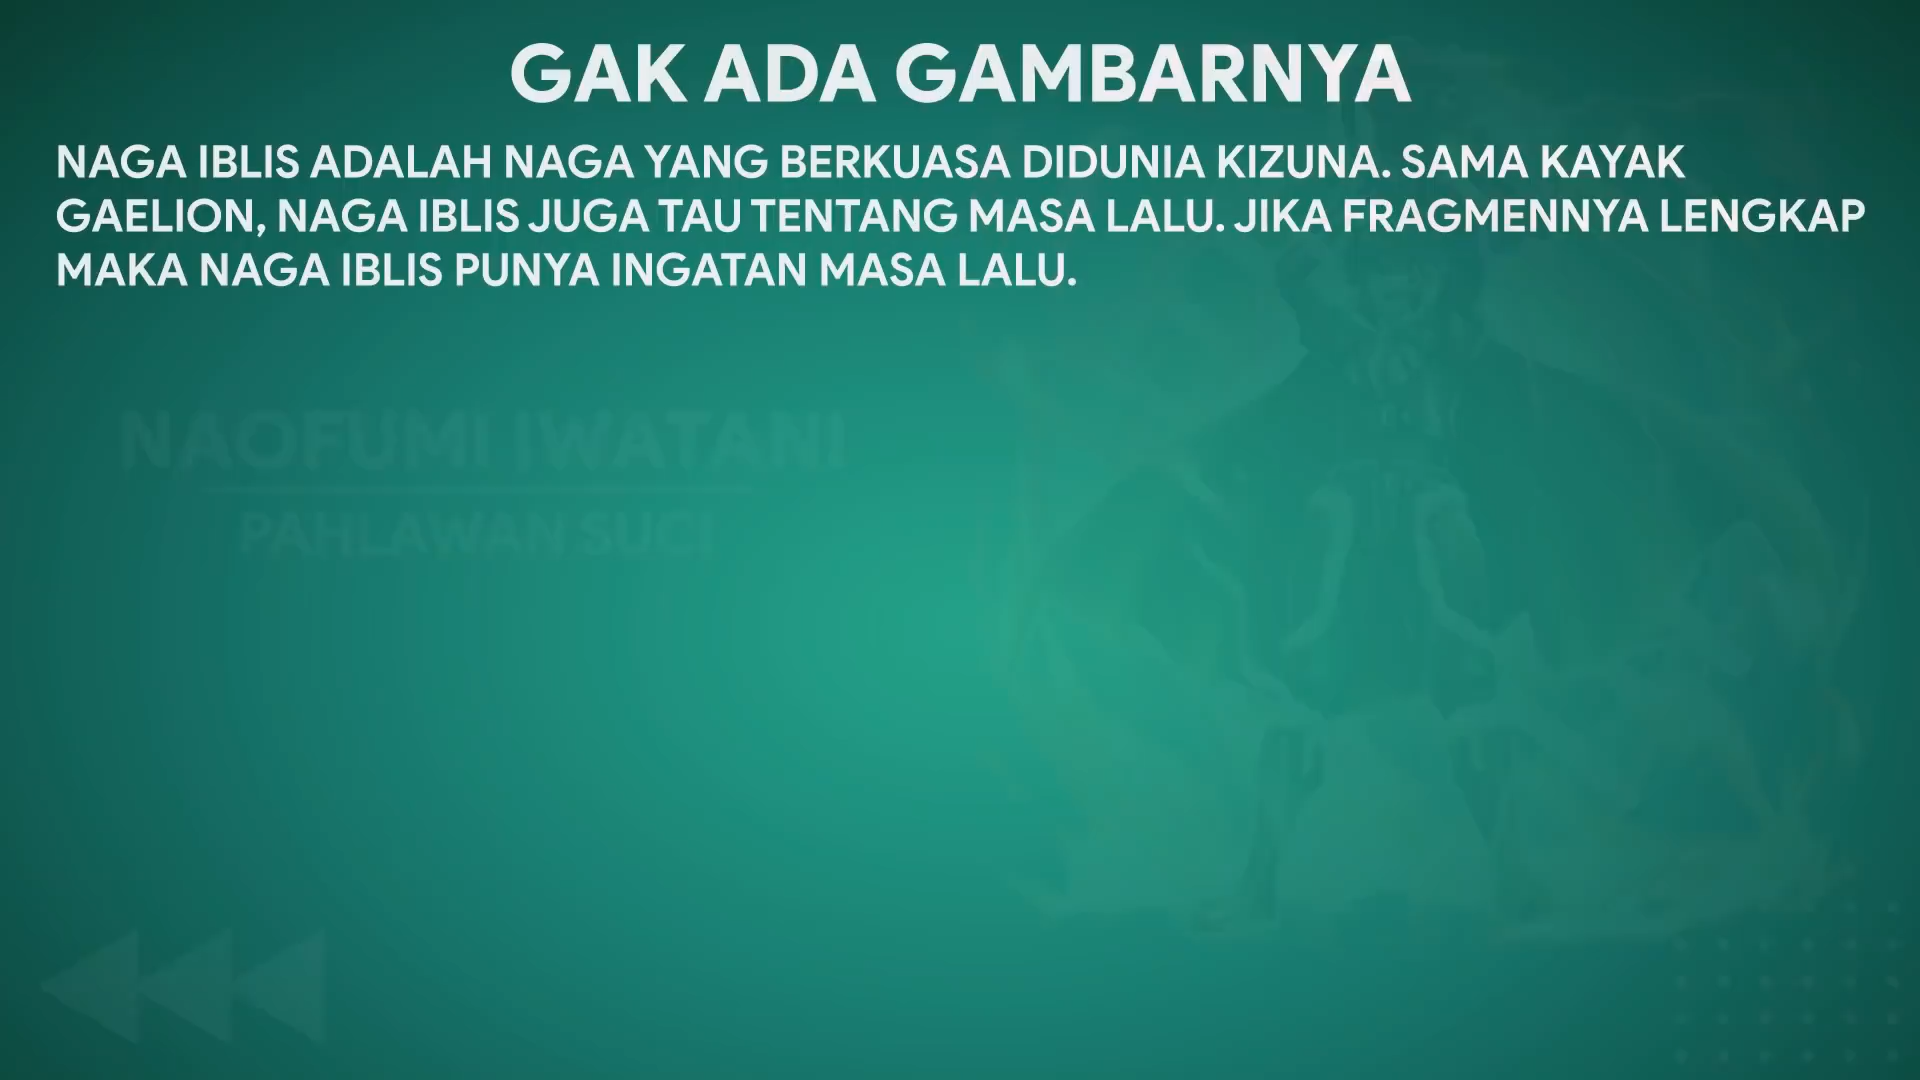 GAK ADA GAMBARNYA
NAGA IBLIS ADALAH NAGA YANG BERKUASA DIDUNIA KIZUNA. SAMA KAYAK
GAELION, NAGA IBLIS JUGA TAU TENTANG MASA LALU. JIKA FRAGMENNYA LENGKAP
MAKA NAGA IBLIS PUNYA INGATAN MASA LALU.
NAOFUMI IWATANI
PAHLAWAN SUCI